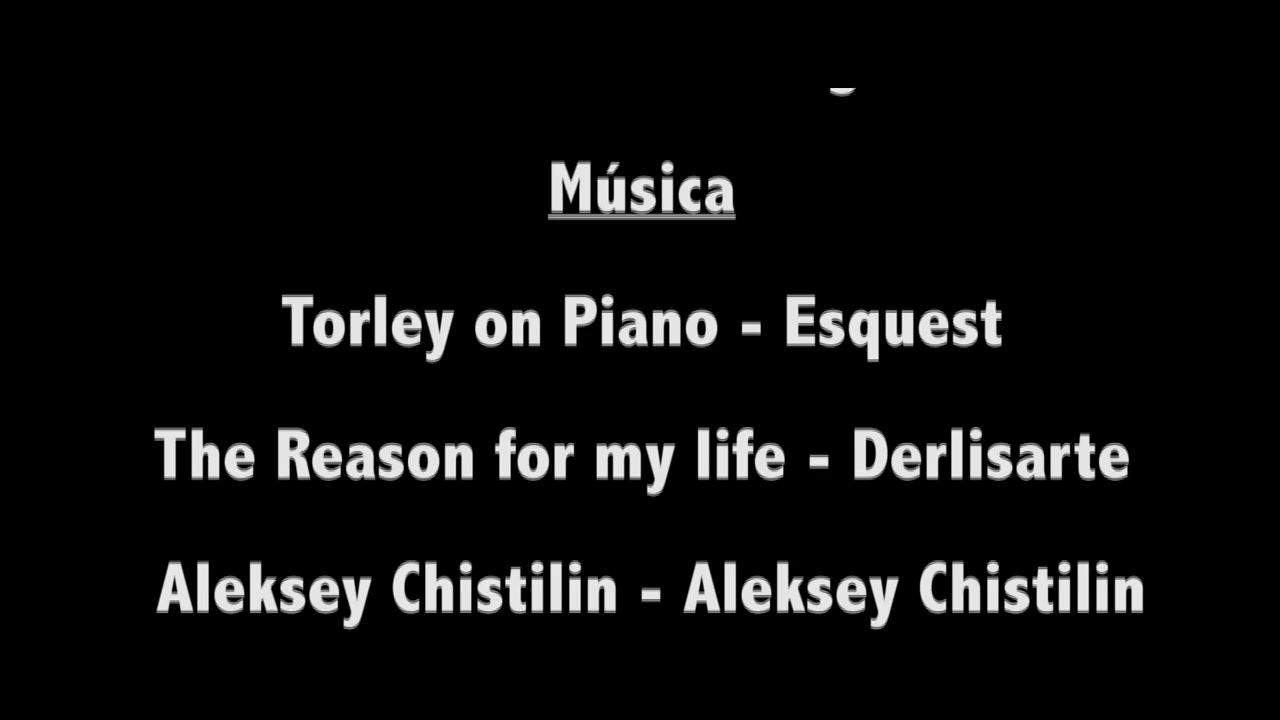 Música
Torley on Piano - Esquest
The Reason for my life - Derlisarte
Aleksey Chistilin - Aleksey Chistilin